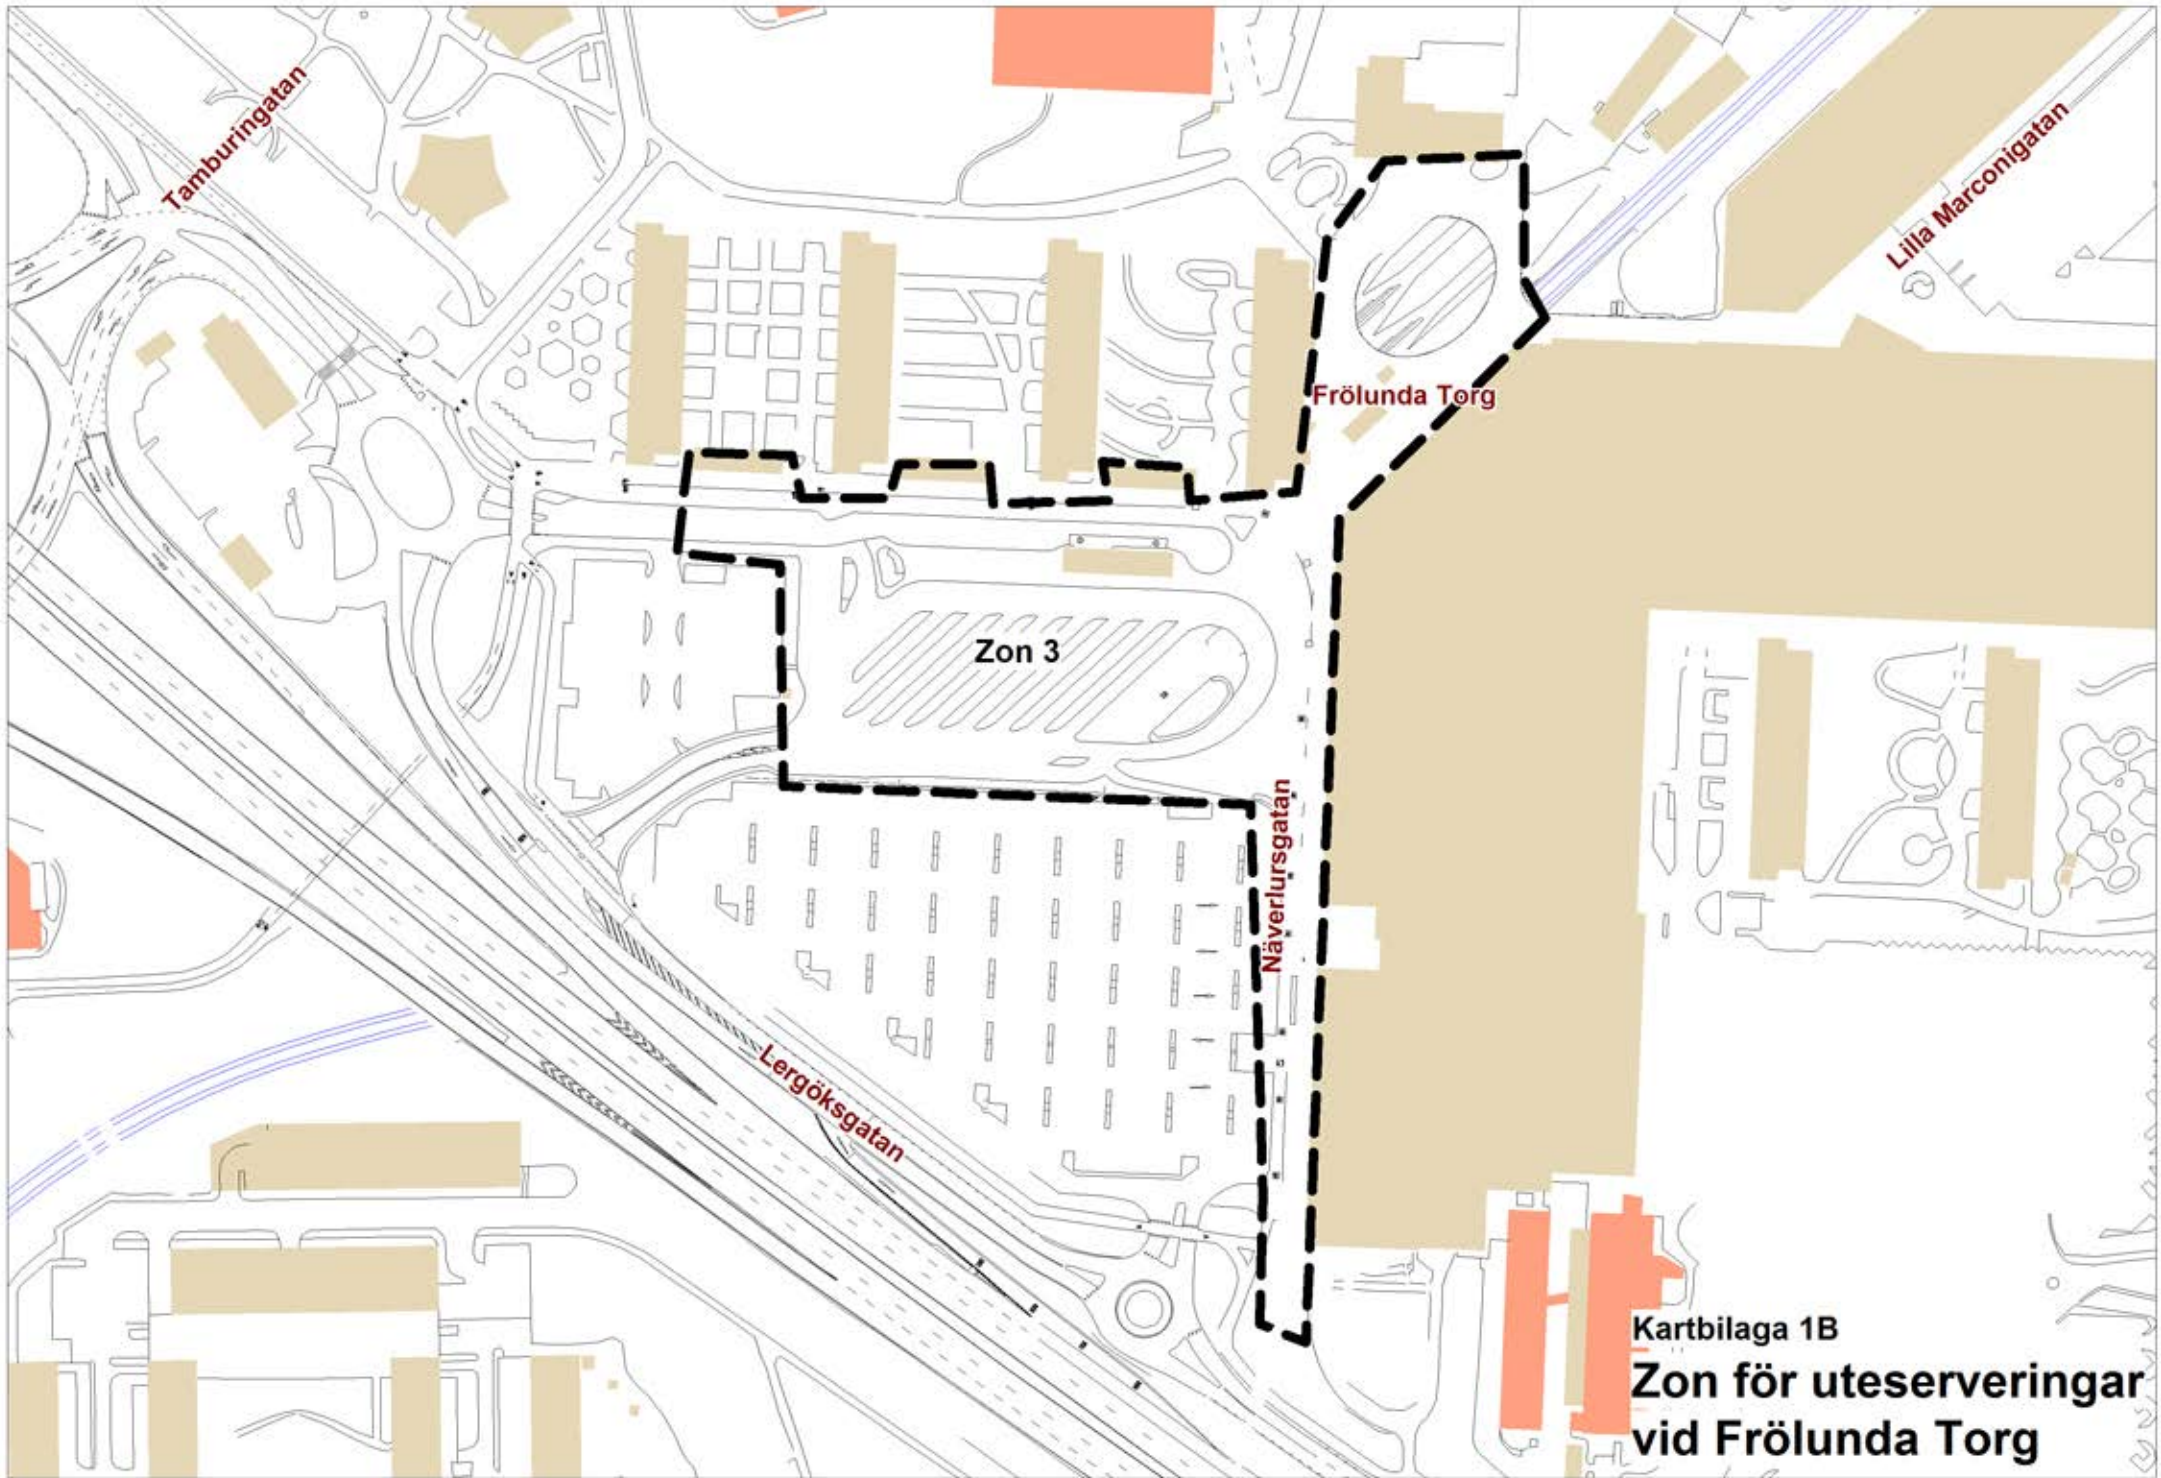 Tamburingatan
Lilla Marconigatan
Frölunda Torg
Zon 3
Näverlursgatan
Lergöksgatan
Kartbilaga 1B
Zon för uteserveringar
vid Frölunda Torg